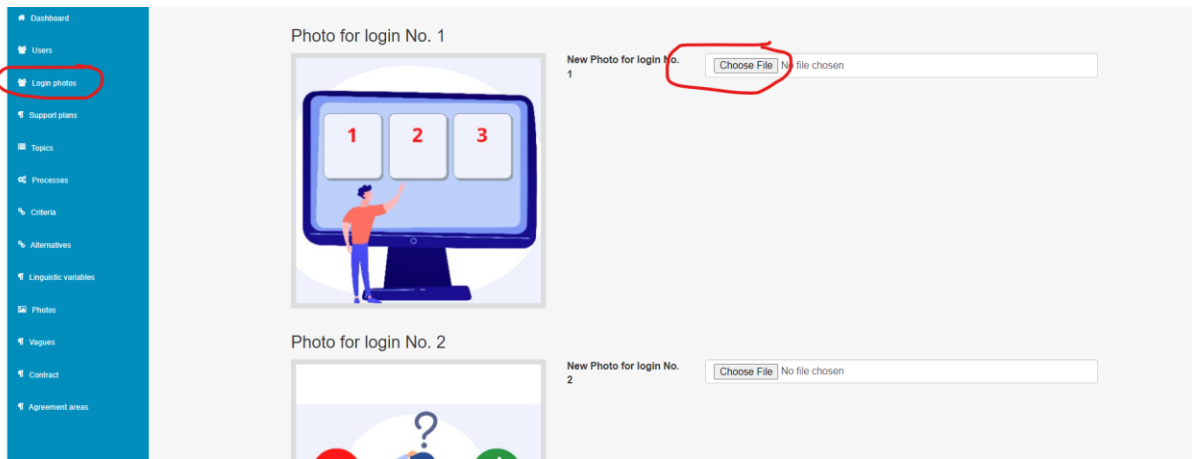 Dashboard
Users
Login photos
Support plans
Topics
Processes
Criteria
Alternatives
Linguistic variables
Photos
Vagues
Contract
Agreement areas
Photo for login No. 1
1 2 3
New Photo for login No.
1
Choose File No file chosen
Photo for login No. 2
?
New Photo for login No.
2
Choose File No file chosen